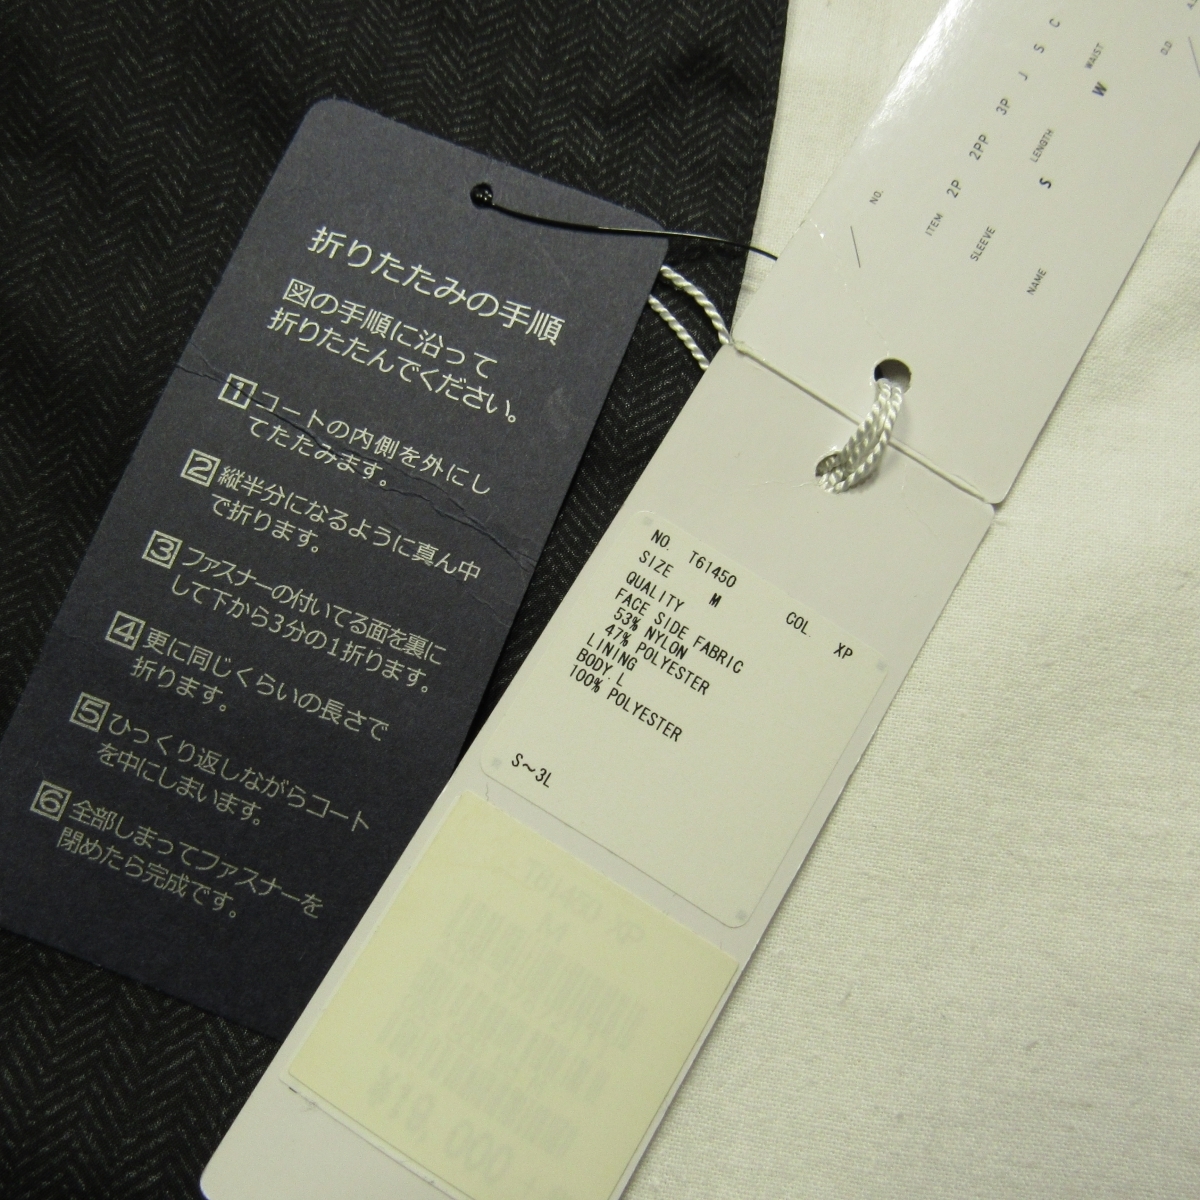 折りたたみの手順
図の手順に沿って
折りたたんでください。
1 コートの内側を外にし
てたたみます。
2 縦半分になるように真ん中
で折ります。
3 ファスナーの付いてる面を裏に
して下から3分の1折ります。
4 更に同じくらいの長さで
折ります。
5 ひっくり返しながらコート
を中にしまいます。
6 全部しまってファスナーを
閉めたら完成です。
NO.
ITEM 2P 2PP 3P J S C
SLEEVE S LENGTH W WAIST
NAME
O.D.
NO. T61450
SIZE M COL. XP
QUALITY
FACE SIDE FABRIC
53% NYLON
47% POLYESTER
LINING
BODY.L
100% POLYESTER
S～3L